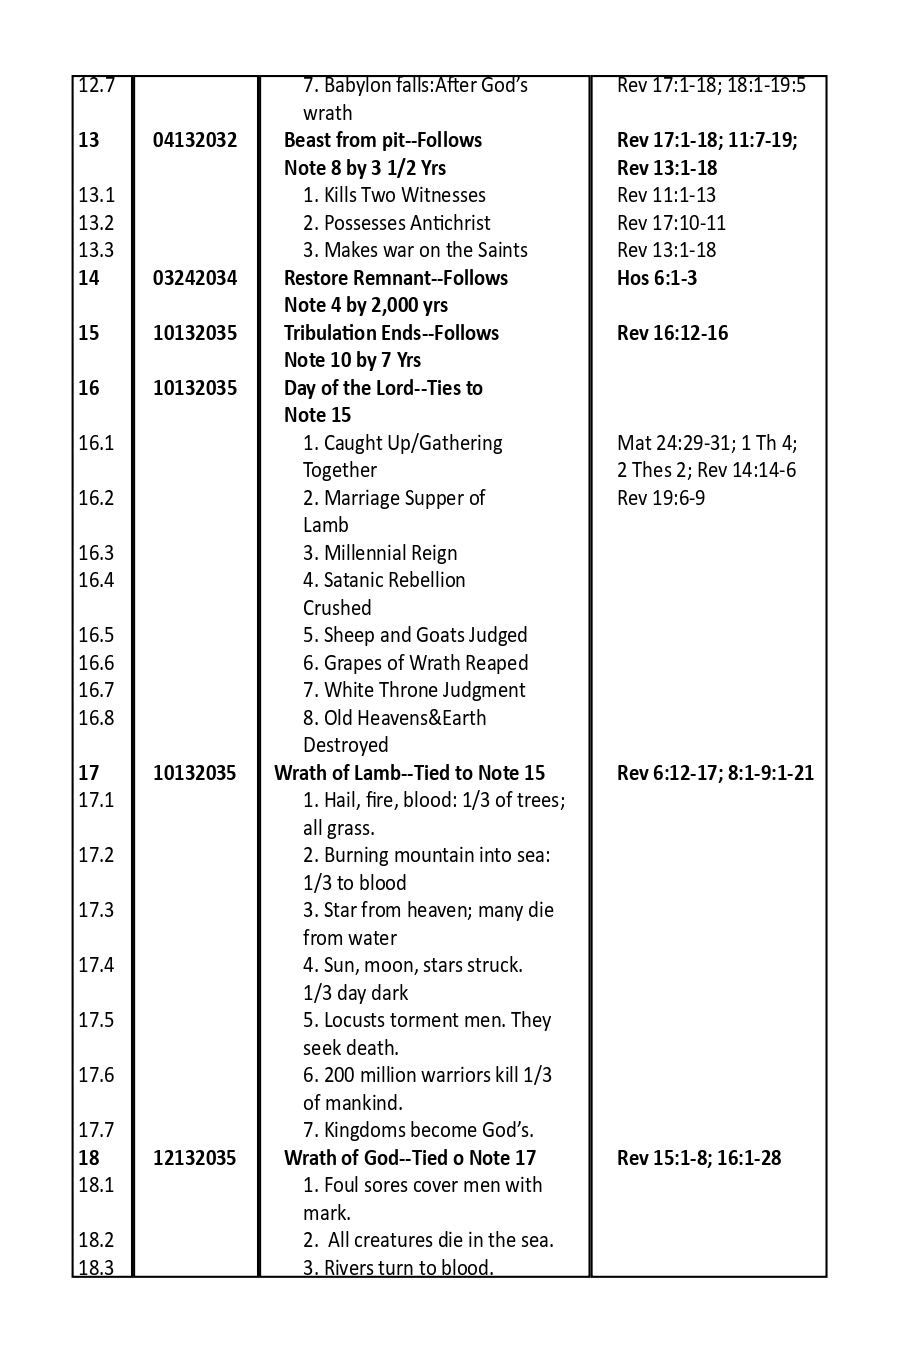 12.7 7. Babylon falls:After God’s Rev 17:1-18; 18:1-19:5
wrath
13 04132032 Beast from pit--Follows Rev 17:1-18; 11:7-19;
Note 8 by 3 1/2 Yrs Rev 13:1-18
13.1 1. Kills Two Witnesses Rev 11:1-13
13.2 2. Possesses Antichrist Rev 17:10-11
13.3 3. Makes war on the Saints Rev 13:1-18
14 03242034 Restore Remnant--Follows Hos 6:1-3
Note 4 by 2,000 yrs
15 10132035 Tribulation Ends--Follows Rev 16:12-16
Note 10 by 7 Yrs
16 10132035 Day of the Lord--Ties to
Note 15
16.1 1. Caught Up/Gathering Mat 24:29-31; 1 Th 4;
Together 2 Thes 2; Rev 14:14-6
16.2 2. Marriage Supper of Rev 19:6-9
Lamb
16.3 3. Millennial Reign
16.4 4. Satanic Rebellion
Crushed
16.5 5. Sheep and Goats Judged
16.6 6. Grapes of Wrath Reaped
16.7 7. White Throne Judgment
16.8 8. Old Heavens&Earth
Destroyed
17 10132035 Wrath of Lamb--Tied to Note 15 Rev 6:12-17; 8:1-9:1-21
17.1 1. Hail, fire, blood: 1/3 of trees;
all grass.
17.2 2. Burning mountain into sea:
1/3 to blood
17.3 3. Star from heaven; many die
from water
17.4 4. Sun, moon, stars struck.
1/3 day dark
17.5 5. Locusts torment men. They
seek death.
17.6 6. 200 million warriors kill 1/3
of mankind.
17.7 7. Kingdoms become God’s.
18 12132035 Wrath of God--Tied o Note 17 Rev 15:1-8; 16:1-28
18.1 1. Foul sores cover men with
mark.
18.2 2. All creatures die in the sea.
18.3 3. Rivers turn to blood.